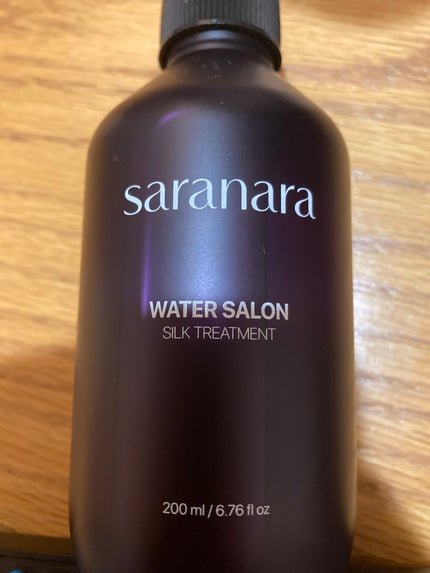 saranara
WATER SALON
SILK TREATMENT
200 ml / 6.76 fl oz